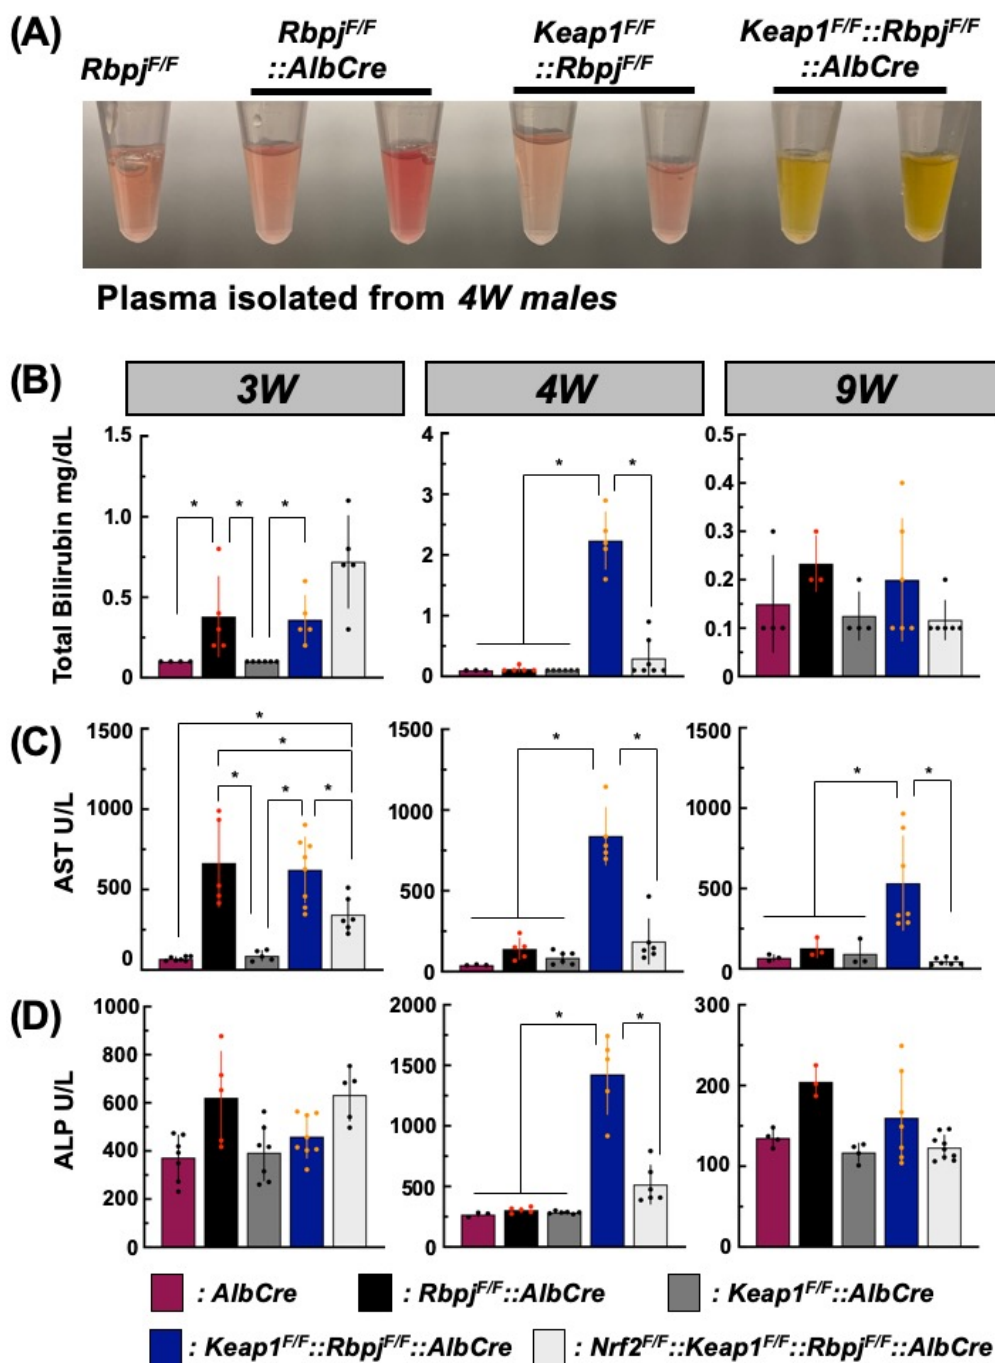 (A)
Rbpj^F/F
Rbpj^F/F
::AlbCre
Keap1^F/F
::Rbpj^F/F
Keap1^F/F::Rbpj^F/F
::AlbCre
Plasma isolated from 4W males
(B)
3W
4W
9W
Total Bilirubin mg/dL
1.5
1.0
0.5
0
* * *
4
3
2
1
0
* *
0.5
0.4
0.3
0.2
0.1
0
(C)
AST U/L
1500
1000
500
0
*
*
* * *
1500
1000
500
0
* *
1500
1000
500
0
* *
(D)
ALP U/L
1000
800
600
400
200
0
2000
1500
1000
500
0
* *
300
200
100
0
: AlbCre
: Rbpj^F/F::AlbCre
: Keap1^F/F::AlbCre
: Keap1^F/F::Rbpj^F/F::AlbCre
: Nrf2^F/F::Keap1^F/F::Rbpj^F/F::AlbCre